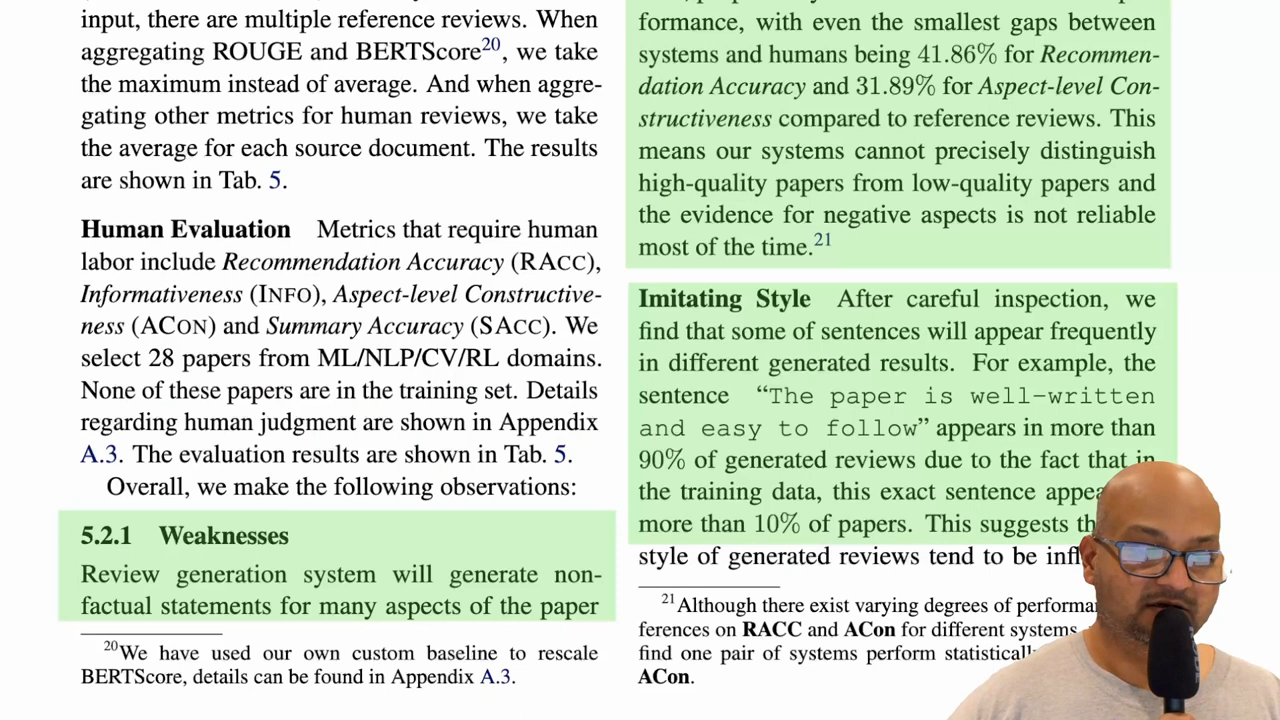 input, there are multiple reference reviews. When
aggregating ROUGE and BERTScore20, we take
the maximum instead of average. And when aggre-
gating other metrics for human reviews, we take
the average for each source document. The results
are shown in Tab. 5.
Human Evaluation Metrics that require human
labor include Recommendation Accuracy (RACC),
Informativeness (INFO), Aspect-level Constructive-
ness (ACON) and Summary Accuracy (SACC). We
select 28 papers from ML/NLP/CV/RL domains.
None of these papers are in the training set. Details
regarding human judgment are shown in Appendix
A.3. The evaluation results are shown in Tab. 5.
Overall, we make the following observations:
5.2.1 Weaknesses
Review generation system will generate non-
factual statements for many aspects of the paper
20We have used our own custom baseline to rescale
BERTScore, details can be found in Appendix A.3.
formance, with even the smallest gaps between
systems and humans being 41.86% for Recommen-
dation Accuracy and 31.89% for Aspect-level Con-
structiveness compared to reference reviews. This
means our systems cannot precisely distinguish
high-quality papers from low-quality papers and
the evidence for negative aspects is not reliable
most of the time.21
Imitating Style After careful inspection, we
find that some of sentences will appear frequently
in different generated results. For example, the
sentence “The paper is well-written
and easy to follow” appears in more than
90% of generated reviews due to the fact that in
the training data, this exact sentence
more than 10% of papers. This suggests
style of generated reviews tend to be
21Although there exist varying degrees of
ferences on RACC and ACon for different systems
find one pair of systems perform
ACon.